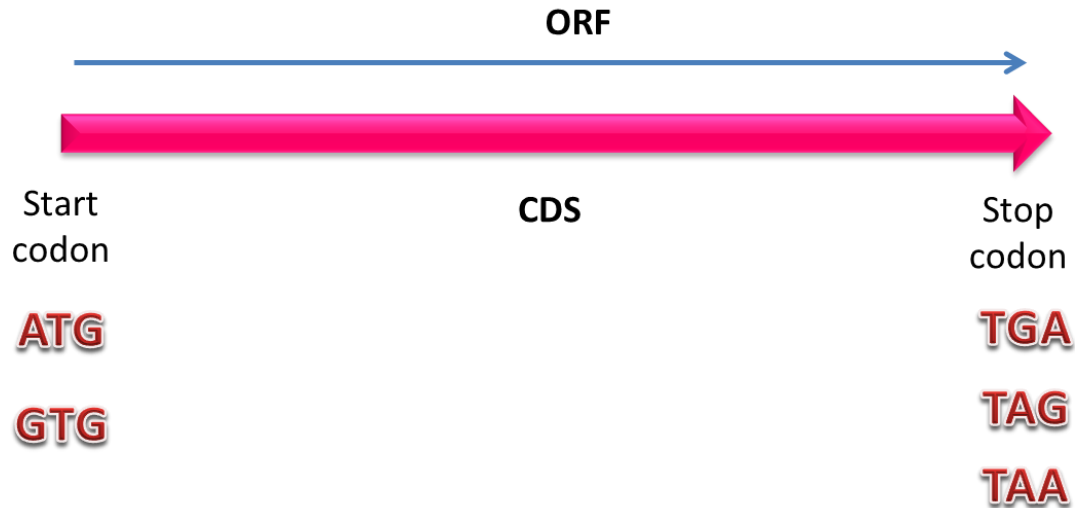 ORF
Start
codon
CDS
Stop
codon
ATG
TGA
GTG
TAG
TAA